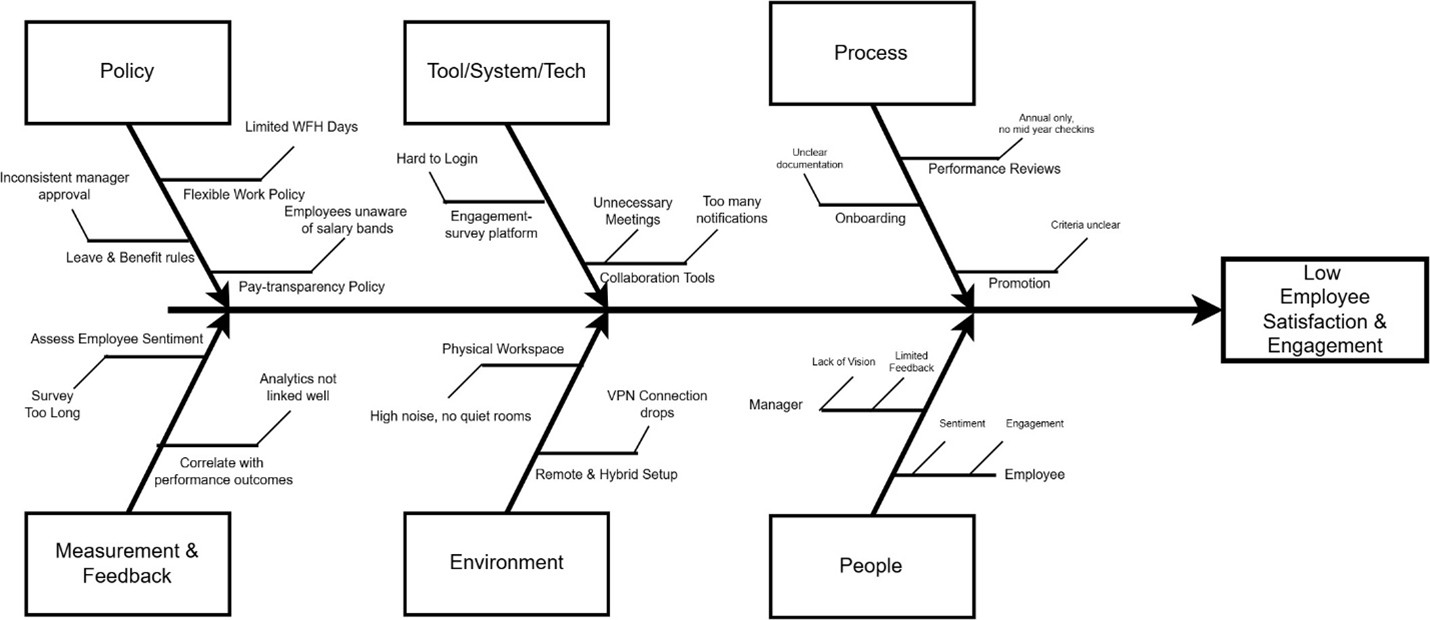 Policy
Limited WFH Days
Flexible Work Policy
Inconsistent manager
approval
Leave & Benefit rules
Employees unaware
of salary bands
Pay-transparency Policy
Tool/System/Tech
Hard to Login
Engagement-
survey platform
Unnecessary
Meetings
Too many
notifications
Collaboration Tools
Process
Annual only,
no mid year checkins
Performance Reviews
Unclear
documentation
Onboarding
Criteria unclear
Promotion
Low
Employee
Satisfaction &
Engagement
Assess Employee Sentiment
Survey
Too Long
Analytics not
linked well
Correlate with
performance outcomes
Measurement &
Feedback
Physical Workspace
High noise, no quiet rooms
VPN Connection
drops
Remote & Hybrid Setup
Environment
Lack of Vision
Limited
Feedback
Manager
Sentiment
Engagement
Employee
People